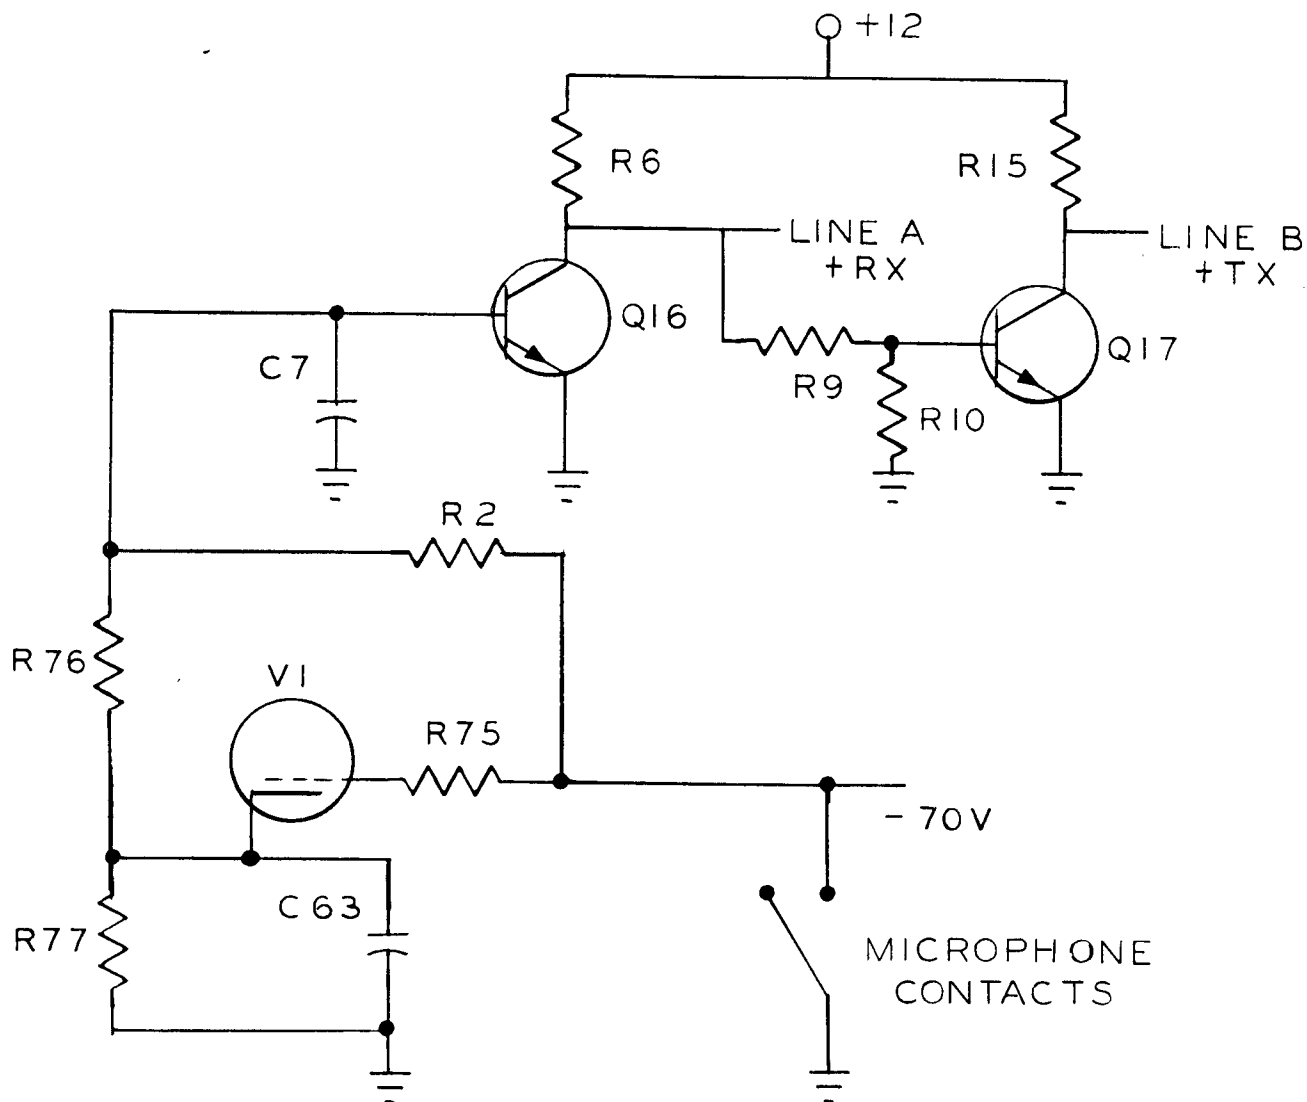 +12
R6
R15
LINE A
+RX
LINE B
+TX
Q16
Q17
C7
R9
R10
R2
R76
V1
R75
-70V
C63
R77
MICROPHONE
CONTACTS